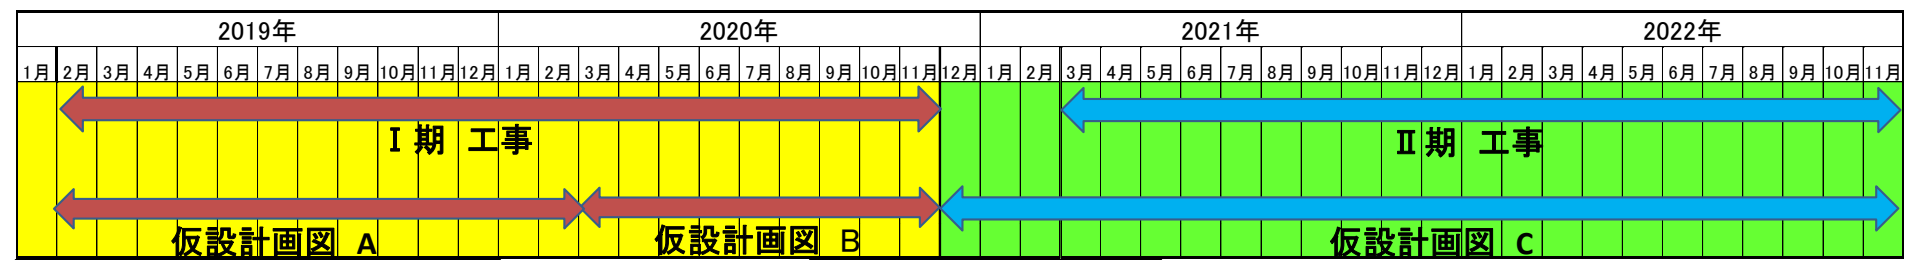 2019年 2020年 2021年 2022年
1月 2月 3月 4月 5月 6月 7月 8月 9月 10月 11月 12月 1月 2月 3月 4月 5月 6月 7月 8月 9月 10月 11月 12月 1月 2月 3月 4月 5月 6月 7月 8月 9月 10月 11月 12月 1月 2月 3月 4月 5月 6月 7月 8月 9月 10月 11月
Ⅰ期 工事 Ⅱ期 工事
仮設計画図 A 仮設計画図 B 仮設計画図 C